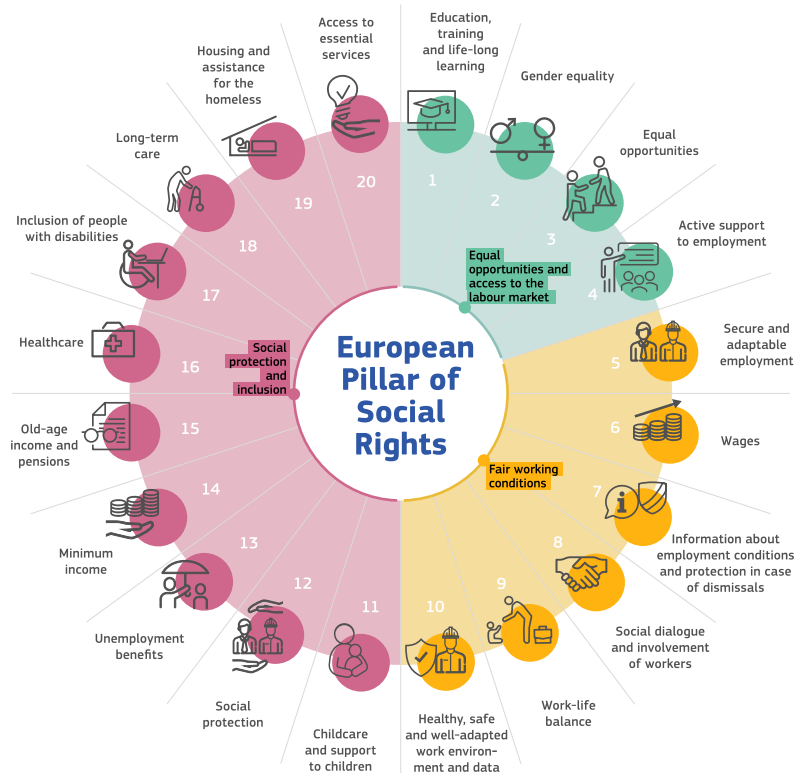 European
Pillar of
Social
Rights
Equal
opportunities and
access to the
labour market
1
Education,
training
and life-long
learning
2
Gender equality
3
Equal
opportunities
4
Active support
to employment
Fair working
conditions
5
Secure and
adaptable
employment
6
Wages
7
Information about
employment conditions
and protection in case
of dismissals
8
Social dialogue
and involvement
of workers
9
Work-life
balance
10
Healthy, safe
and well-adapted
work environ-
ment and data
Social
protection
and
inclusion
11
Childcare
and support
to children
12
Social
protection
13
Unemployment
benefits
14
Minimum
income
15
Old-age
income and
pensions
16
Healthcare
17
Inclusion of people
with disabilities
18
Long-term
care
19
Housing and
assistance
for the
homeless
20
Access to
essential
services